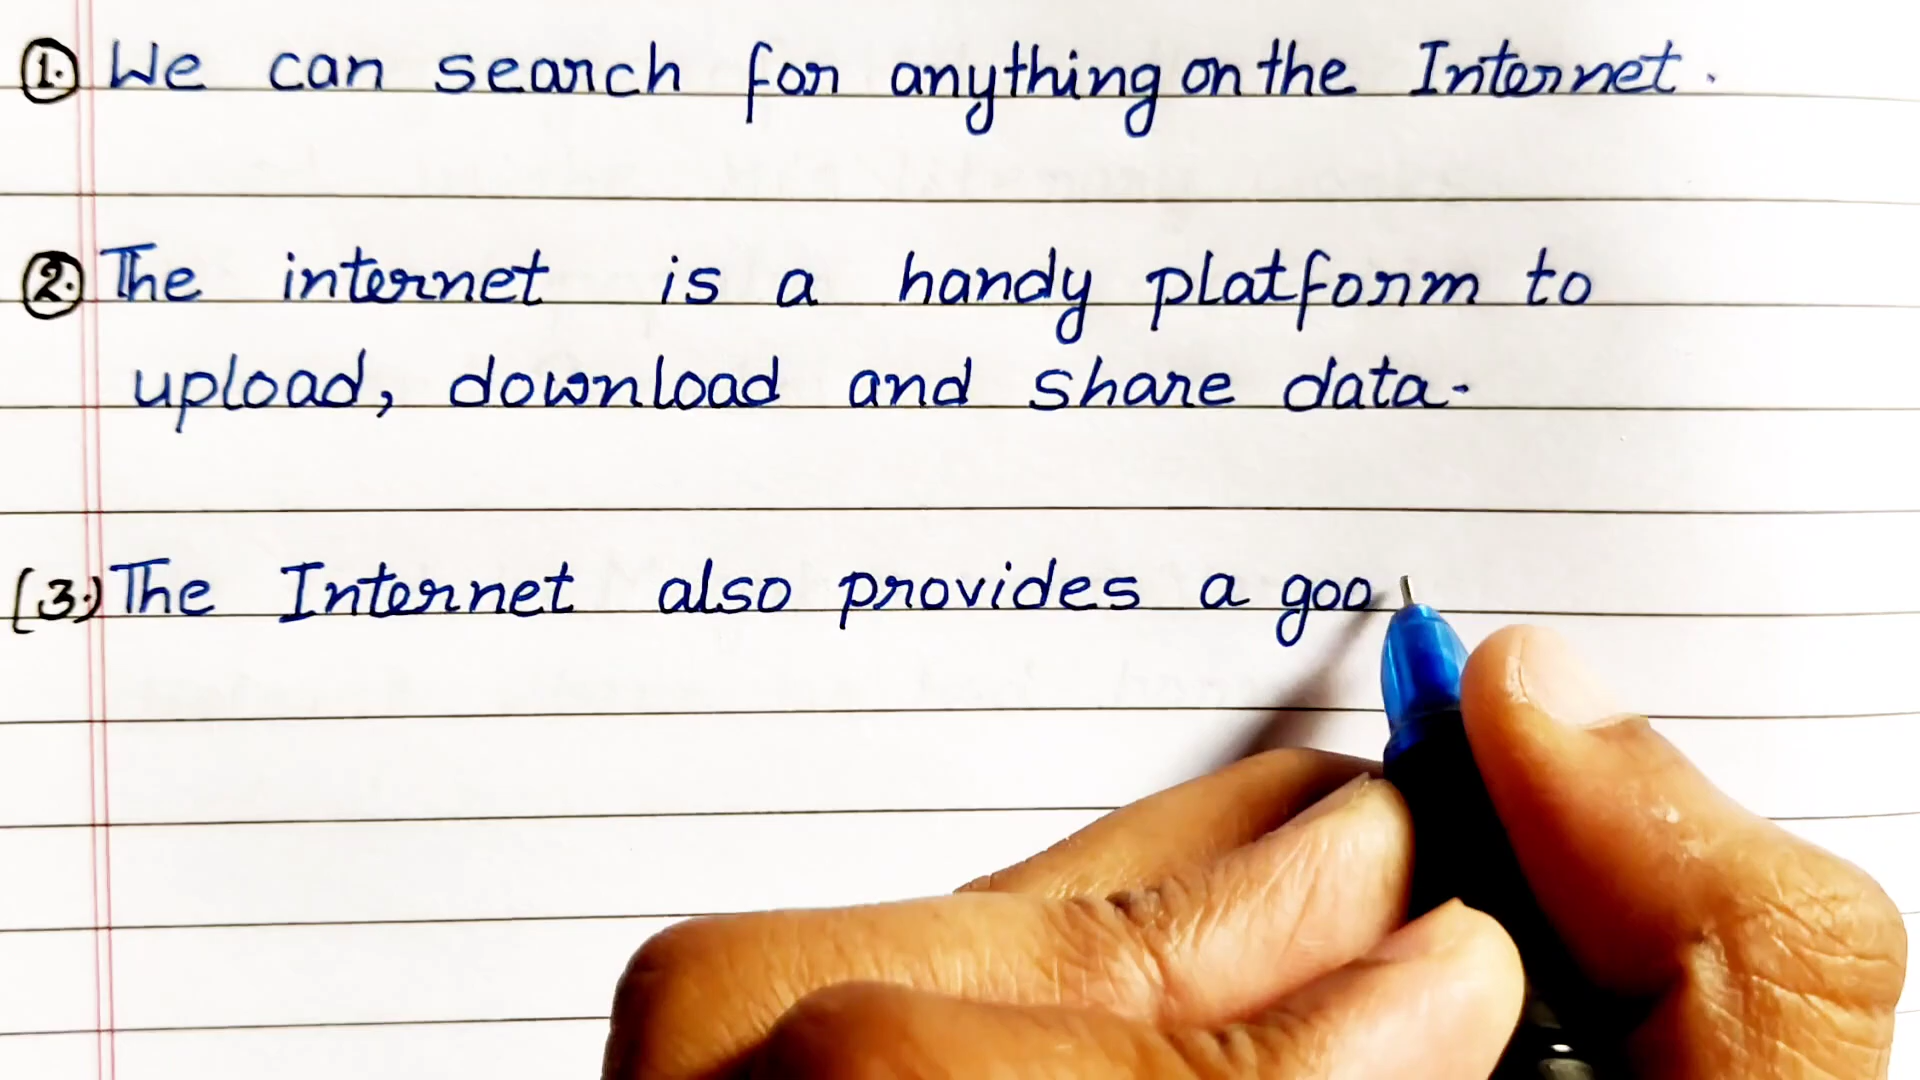 1. We can search for anything on the Internet.
2. The internet is a handy platform to
upload, download and share data.
(3.) The Internet also provides a goo